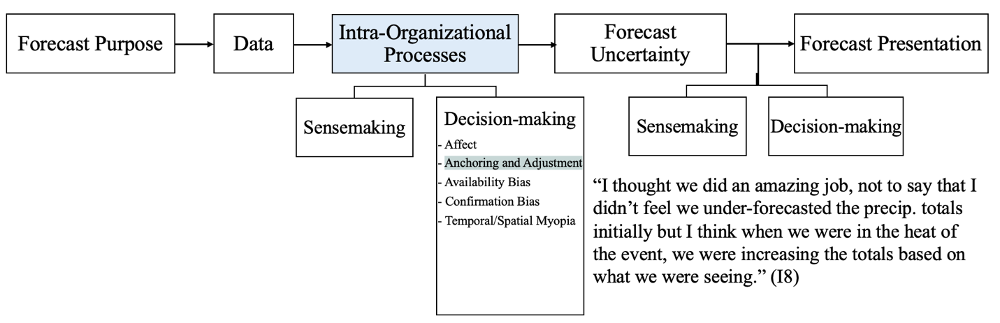 Forecast Purpose
Data
Intra-Organizational
Processes
Forecast
Uncertainty
Forecast Presentation
Sensemaking
Decision-making
- Affect
- Anchoring and Adjustment
- Availability Bias
- Confirmation Bias
- Temporal/Spatial Myopia
Sensemaking
Decision-making
“I thought we did an amazing job, not to say that I
didn’t feel we under-forecasted the precip. totals
initially but I think when we were in the heat of
the event, we were increasing the totals based on
what we were seeing.” (I8)